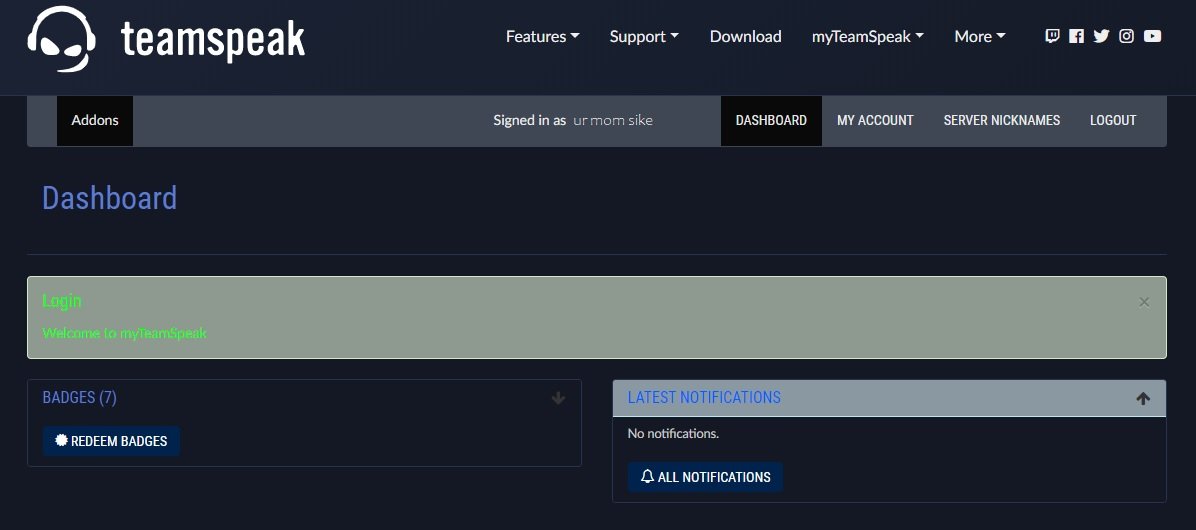 teamspeak
Features Support Download myTeamSpeak More
Addons Signed in as ur mom sike DASHBOARD MY ACCOUNT SERVER NICKNAMES LOGOUT
Dashboard
Login
×
Welcome to myTeamSpeak
BADGES (7)
REDEEM BADGES
LATEST NOTIFICATIONS
No notifications.
ALL NOTIFICATIONS